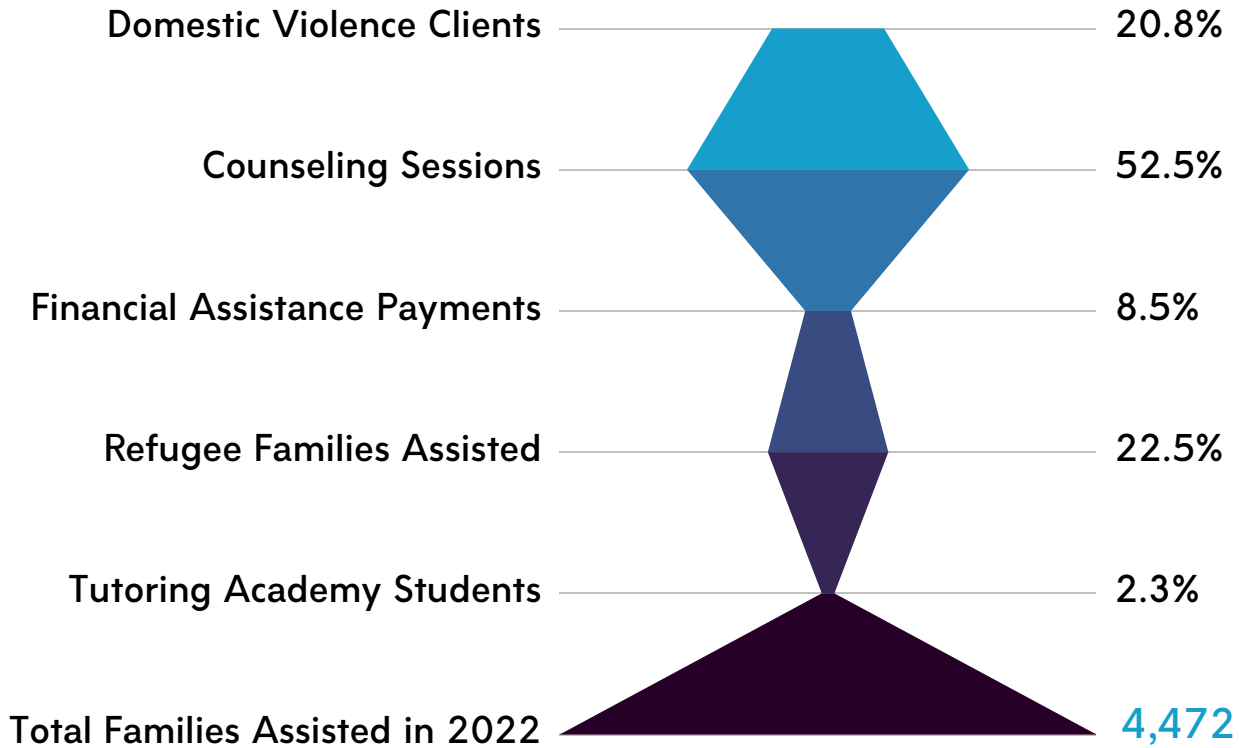 Domestic Violence Clients 20.8%
Counseling Sessions 52.5%
Financial Assistance Payments 8.5%
Refugee Families Assisted 22.5%
Tutoring Academy Students 2.3%
Total Families Assisted in 2022 4,472